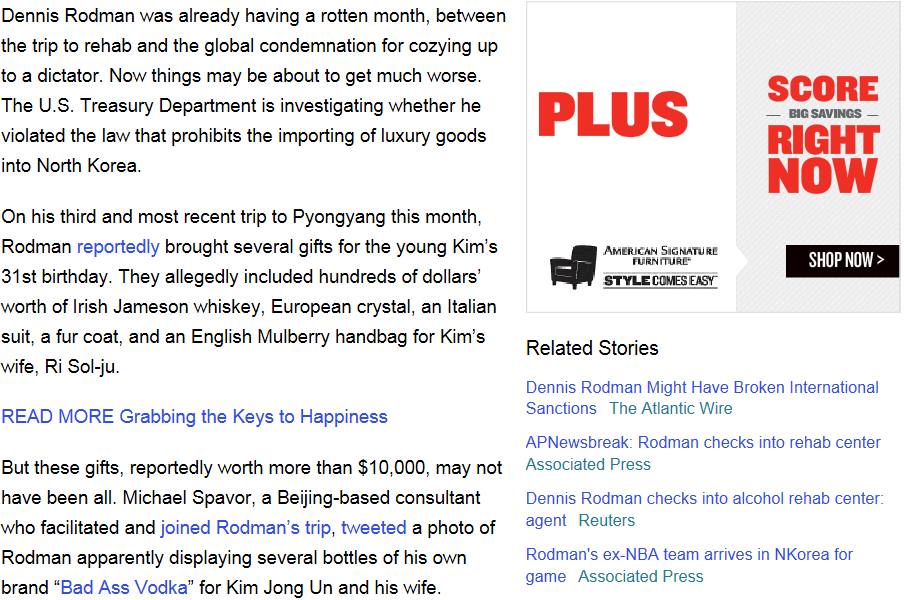 Dennis Rodman was already having a rotten month, between
the trip to rehab and the global condemnation for cozying up
to a dictator. Now things may be about to get much worse.
The U.S. Treasury Department is investigating whether he
violated the law that prohibits the importing of luxury goods
into North Korea.
On his third and most recent trip to Pyongyang this month,
Rodman reportedly brought several gifts for the young Kim's
31st birthday. They allegedly included hundreds of dollars'
worth of Irish Jameson whiskey, European crystal, an Italian
suit, a fur coat, and an English Mulberry handbag for Kim's
wife, Ri Sol-ju.
READ MORE Grabbing the Keys to Happiness
But these gifts, reportedly worth more than $10,000, may not
have been all. Michael Spavor, a Beijing-based consultant
who facilitated and joined Rodman's trip, tweeted a photo of
Rodman apparently displaying several bottles of his own
brand “Bad Ass Vodka” for Kim Jong Un and his wife.
PLUS
AMERICAN SIGNATURE
FURNITURE
STYLE COMES EASY
SCORE
BIG SAVINGS
RIGHT
NOW
SHOP NOW >
Related Stories
Dennis Rodman Might Have Broken International
Sanctions The Atlantic Wire
APNewsbreak: Rodman checks into rehab center
Associated Press
Dennis Rodman checks into alcohol rehab center:
agent Reuters
Rodman's ex-NBA team arrives in NKorea for
game Associated Press